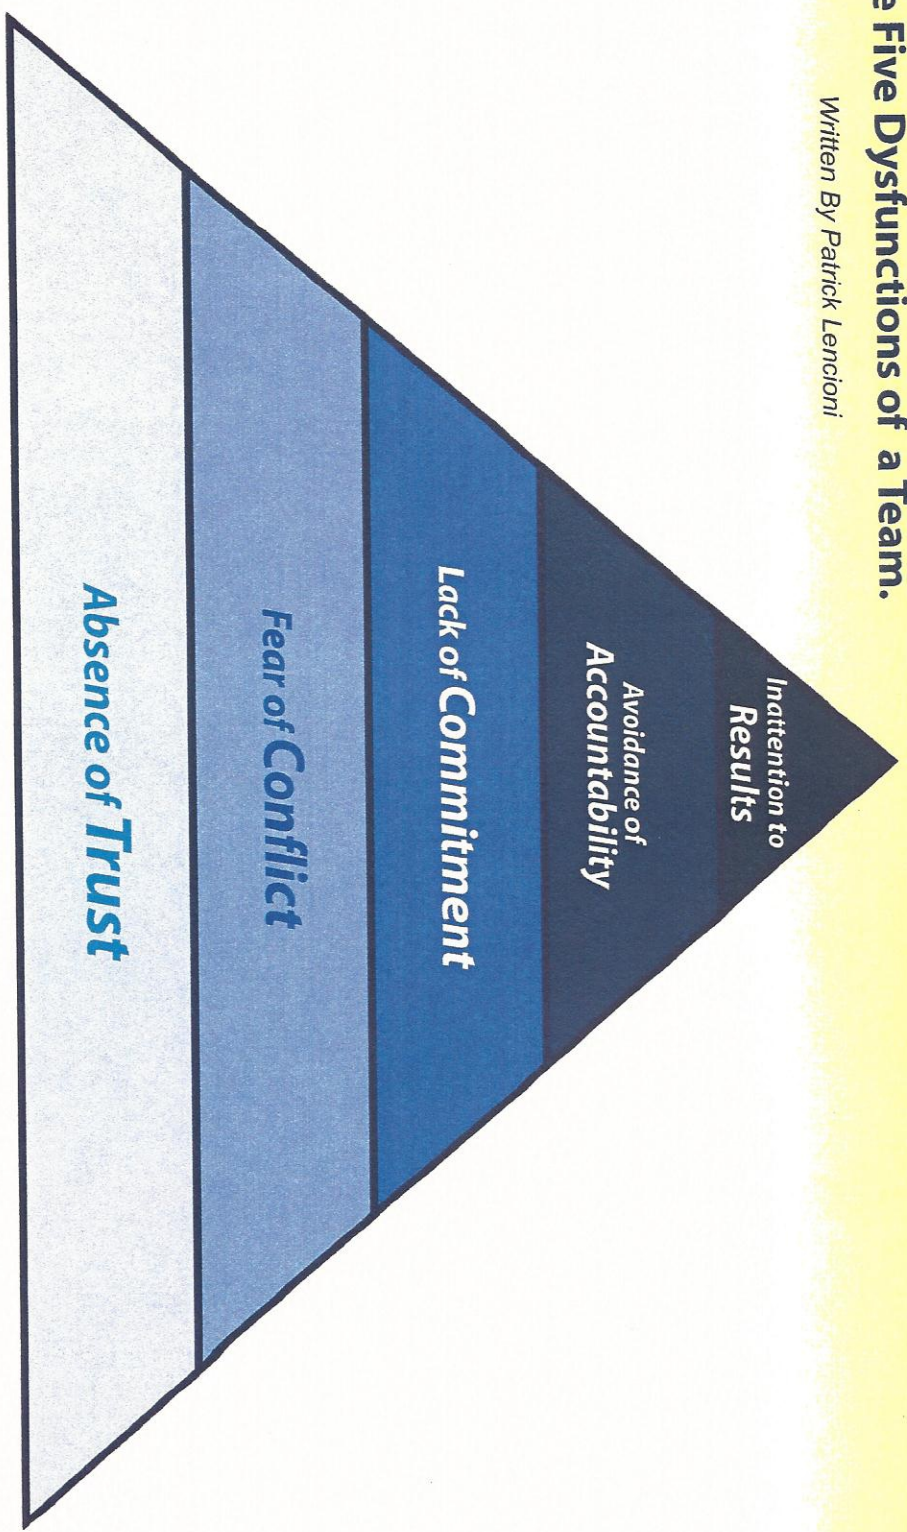 e Five Dysfunctions of a Team.
Written By Patrick Lencioni
Inattention to
Results
Avoidance of
Accountability
Lack of Commitment
Fear of Conflict
Absence of Trust